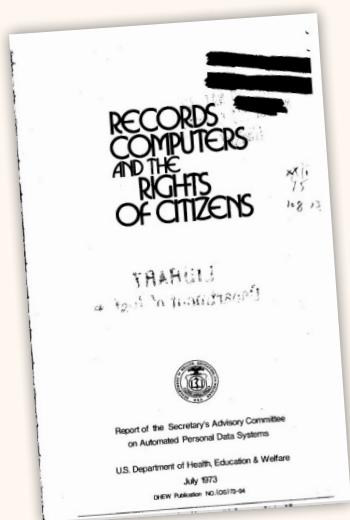 RECORDS
COMPUTERS
AND THE
RIGHTS
OF CITIZENS
Report of the Secretary's Advisory Committee
on Automated Personal Data Systems
U.S. Department of Health, Education & Welfare
July 1973
DHEW Publication NO.(OS)73-94